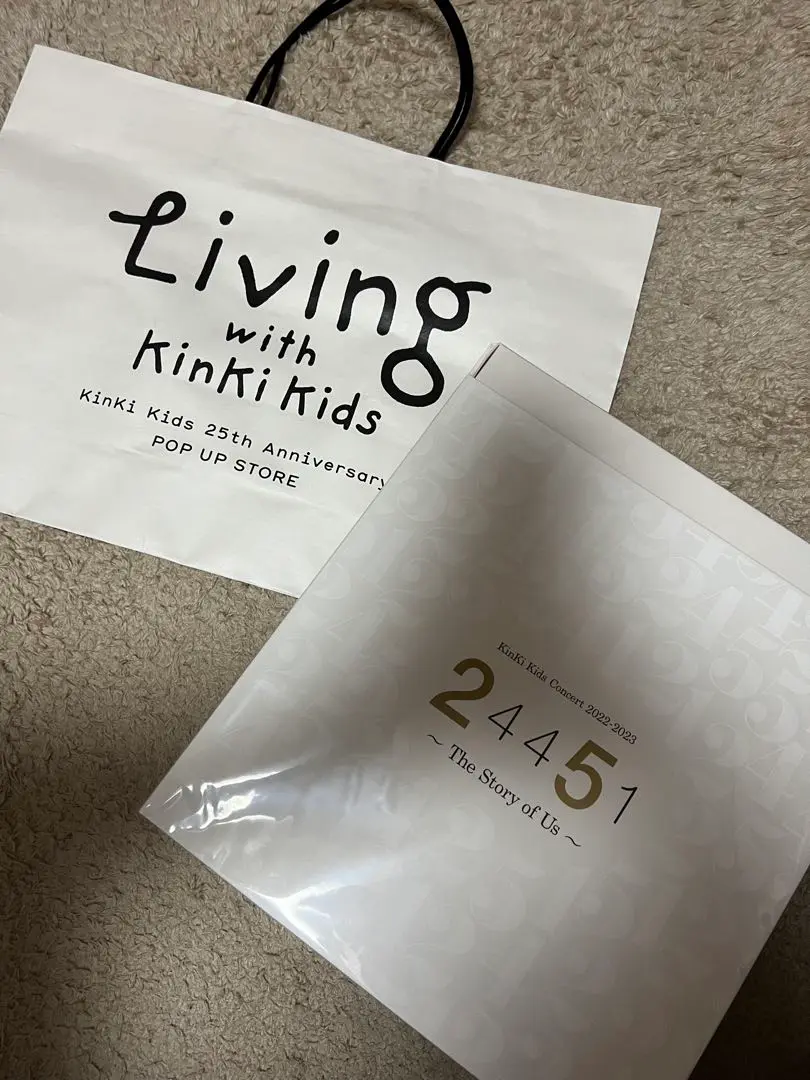 Living
with
KinKi Kids
KinKi Kids 25th Anniversary
POP UP STORE
KinKi Kids Concert 2022-2023
24451
～ The Story of Us ～